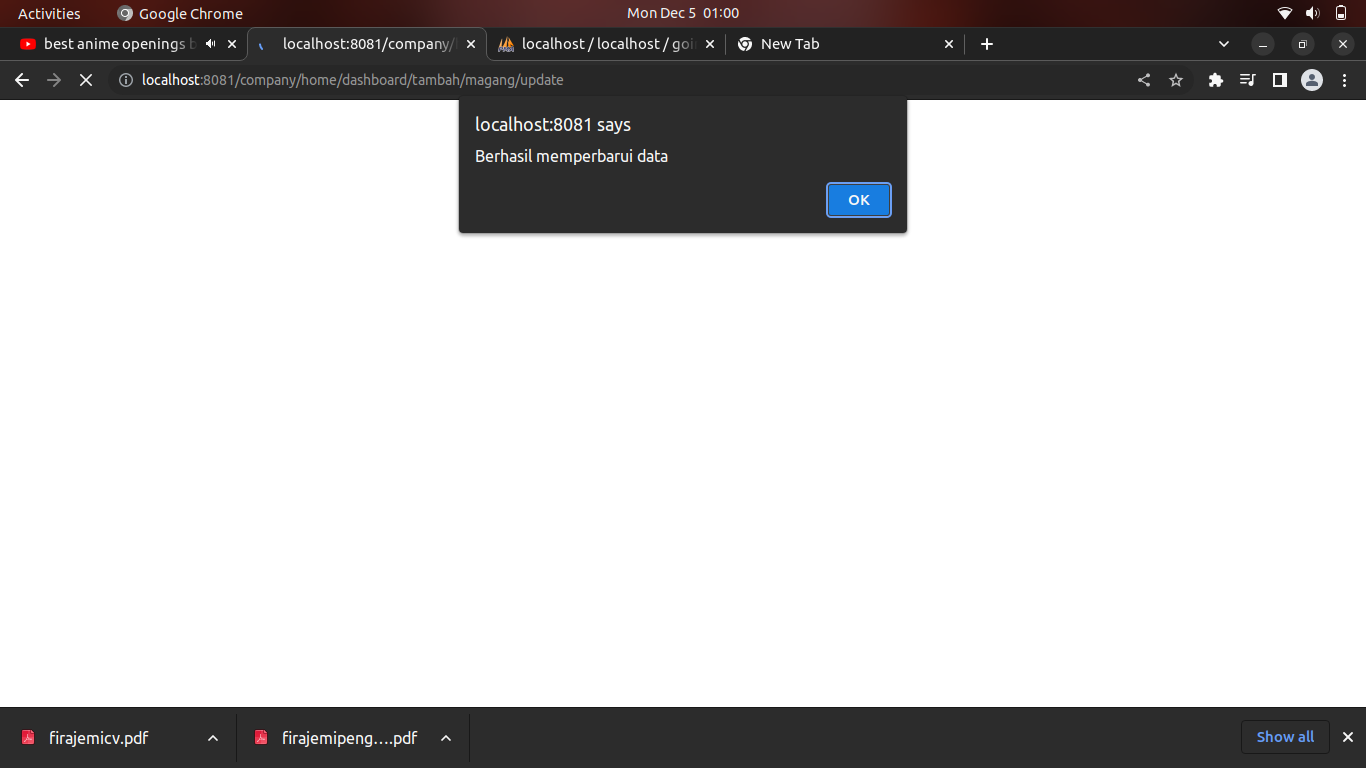 Activities
Google Chrome
Mon Dec 5 01:00
best anime openings
localhost:8081/company/
localhost / localhost / goi
New Tab
localhost:8081/company/home/dashboard/tambah/magang/update
localhost:8081 says
Berhasil memperbarui data
OK
firajemicv.pdf
firajemipeng....pdf
Show all